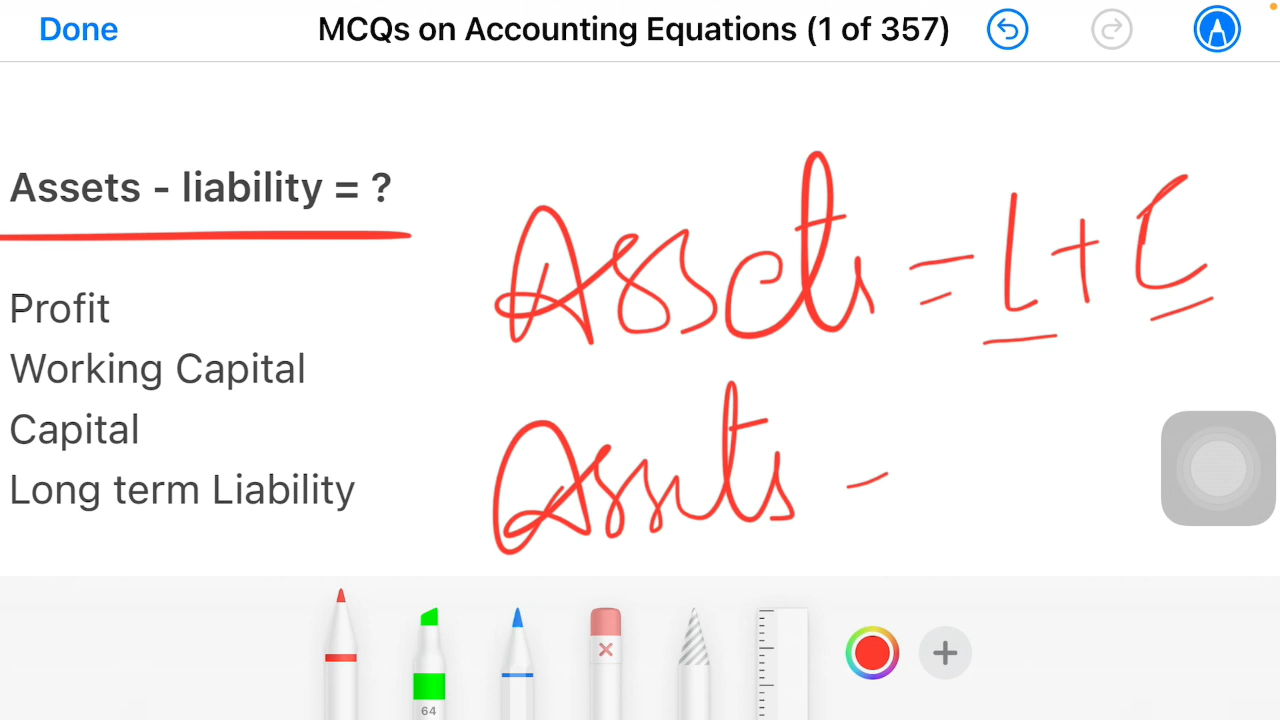 Done MCQs on Accounting Equations (1 of 357)
Assets - liability = ?
Assets = L + C
Profit
Working Capital
Capital
Assets -
Long term Liability
64